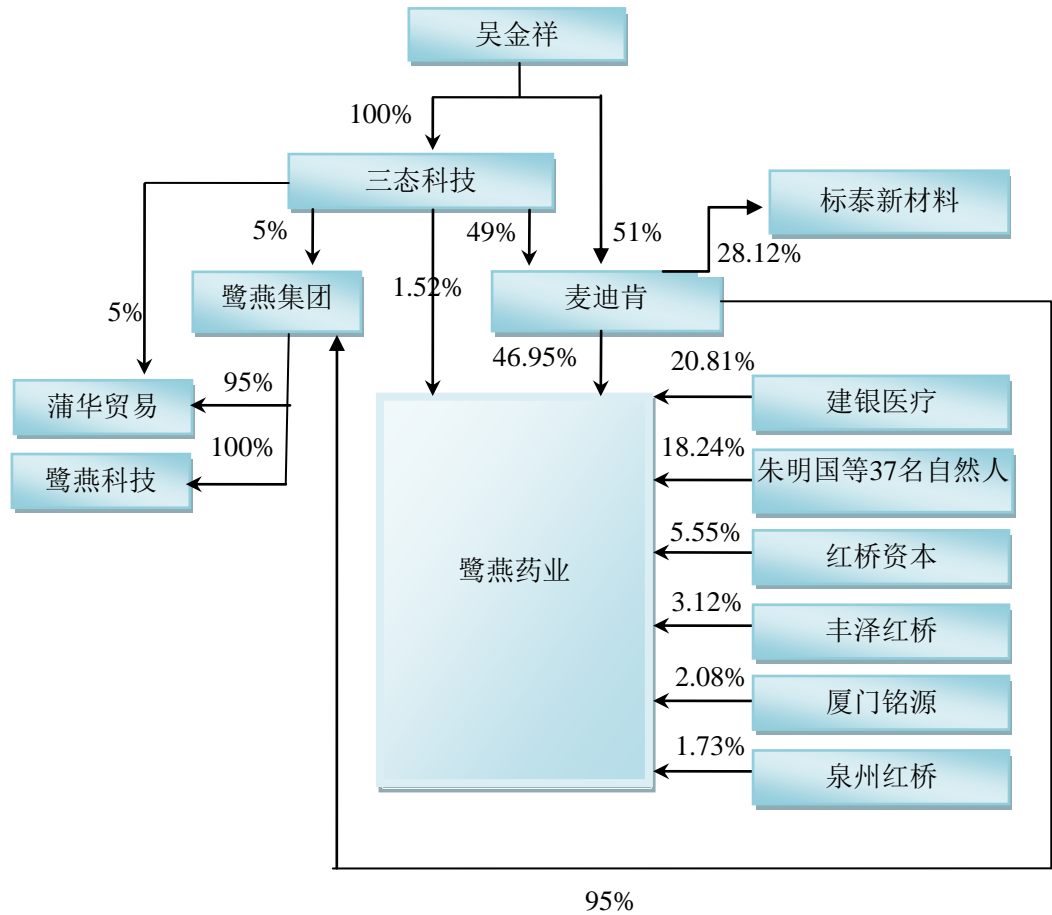 吴金祥
100%
三态科技
标泰新材料
5%
49%
51%
28.12%
鹭燕集团
1.52%
麦迪肯
5%
46.95%
20.81%
95%
蒲华贸易
建银医疗
100%
18.24%
鹭燕科技
朱明国等37名自然人
5.55%
红桥资本
鹭燕药业
3.12%
丰泽红桥
2.08%
厦门铭源
1.73%
泉州红桥
95%